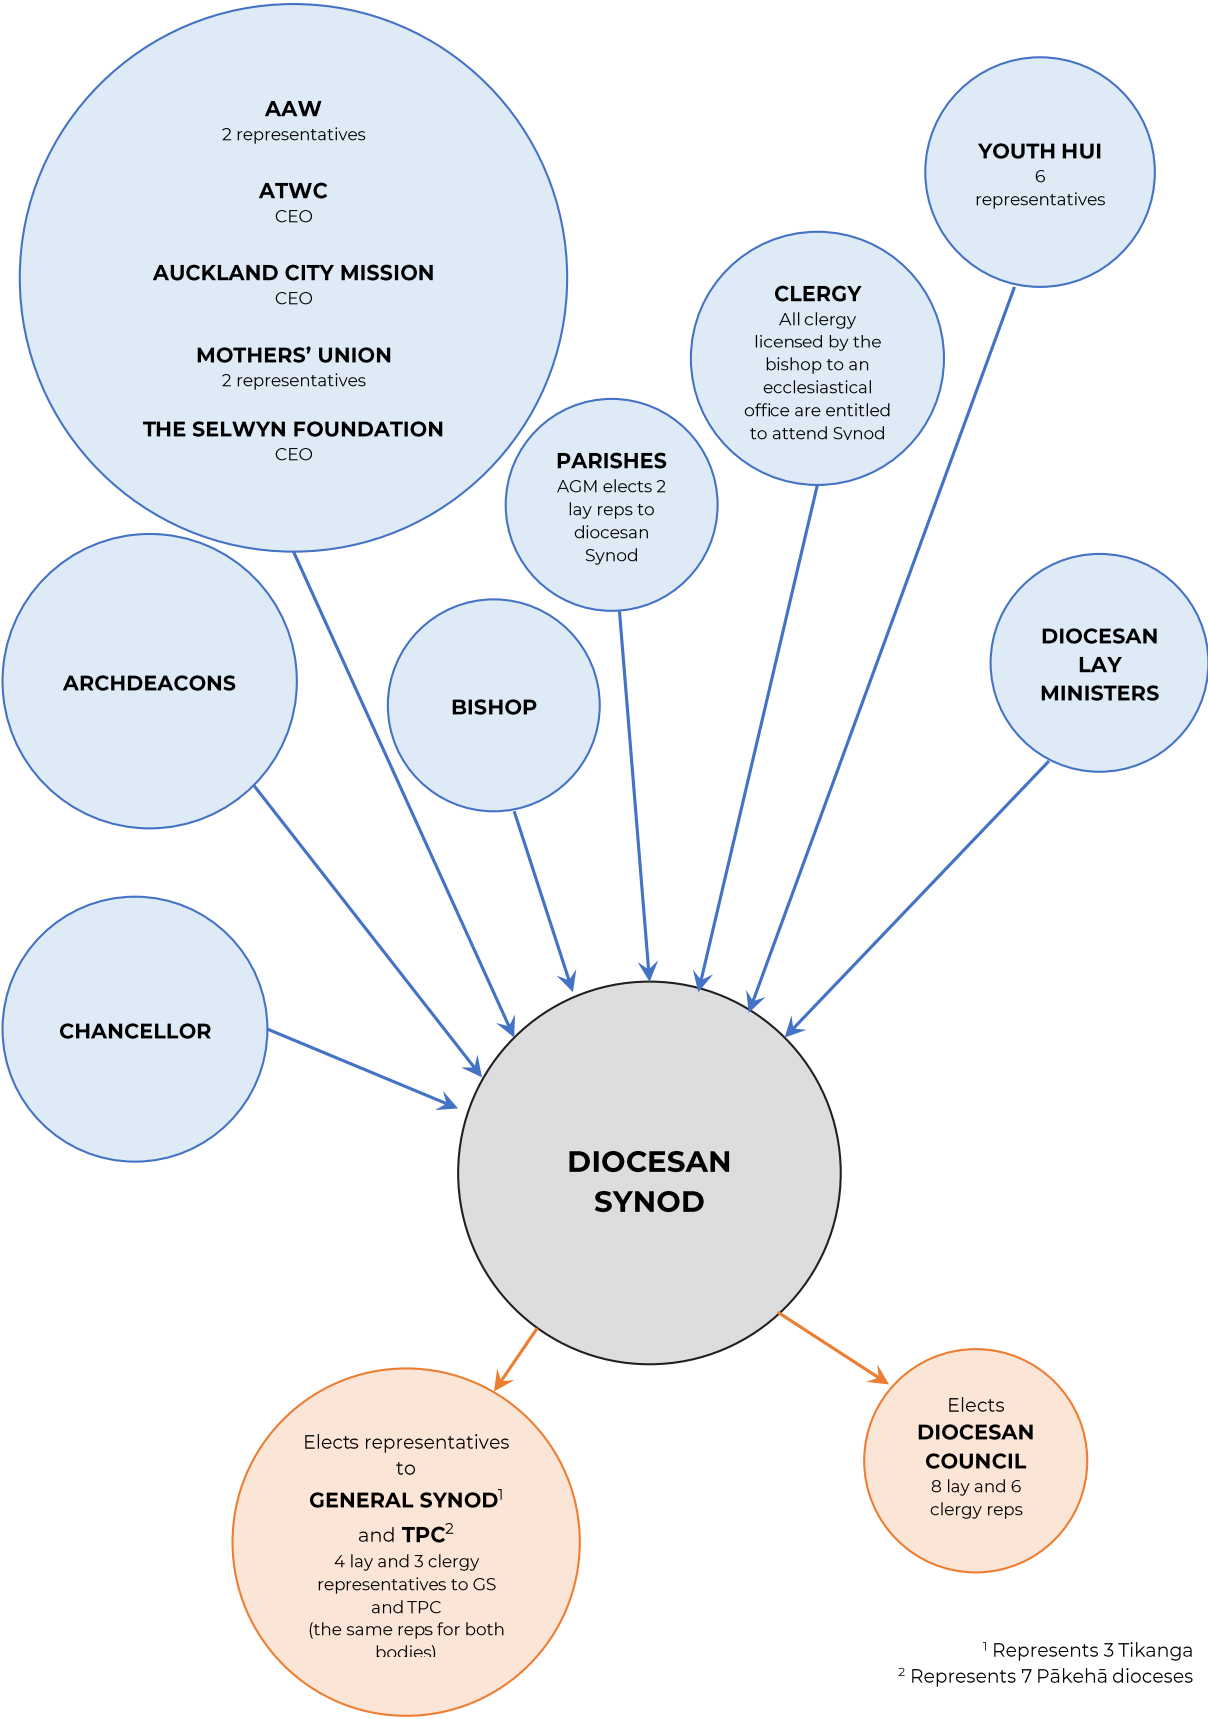 AAW
2 representatives
ATWC
CEO
AUCKLAND CITY MISSION
CEO
MOTHERS’ UNION
2 representatives
THE SELWYN FOUNDATION
CEO
YOUTH HUI
6
representatives
CLERGY
All clergy
licensed by the
bishop to an
ecclesiastical
office are entitled
to attend Synod
PARISHES
AGM elects 2
lay reps to
diocesan
Synod
ARCHDEACONS
BISHOP
DIOCESAN
LAY
MINISTERS
CHANCELLOR
DIOCESAN
SYNOD
Elects representatives
to
GENERAL SYNOD¹
and TPC²
4 lay and 3 clergy
representatives to GS
and TPC
(the same reps for both
bodies)
Elects
DIOCESAN
COUNCIL
8 lay and 6
clergy reps
¹ Represents 3 Tikanga
² Represents 7 Pākehā dioceses